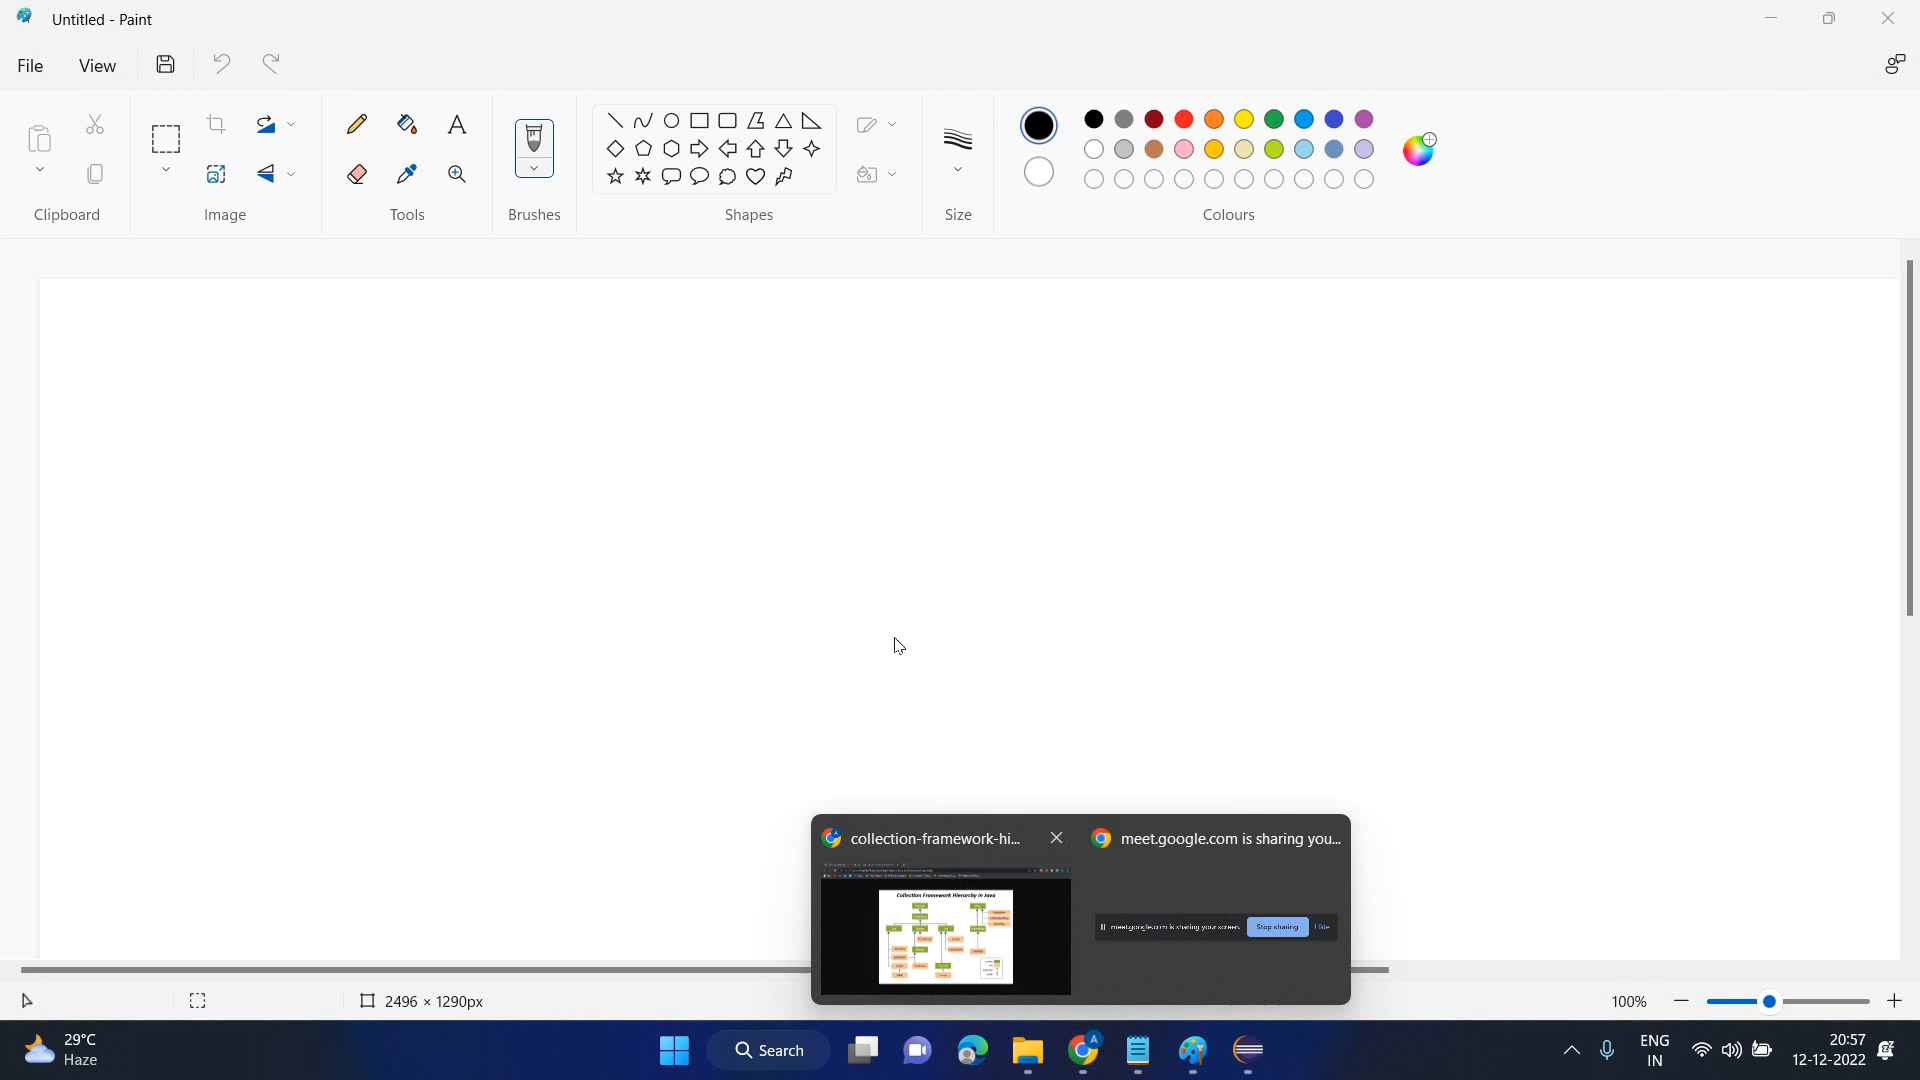 Untitled - Paint
File View
Clipboard
Image
Tools
Brushes
Shapes
Size
Colours
collection-framework-hi...
meet.google.com is sharing you...
Collection Framework Hierarchy in Java
meet.google.com is sharing your screen. Stop sharing Hide
2496 × 1290px
100%
29°C
Haze
Search
A
ENG
IN
20:57
12-12-2022